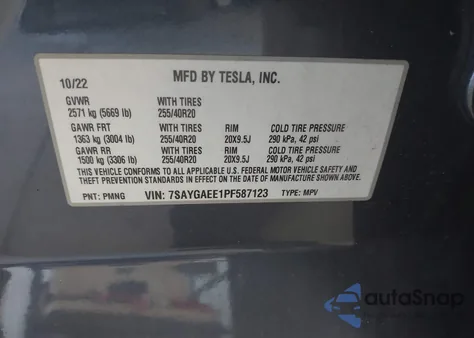 10/22 MFD BY TESLA, INC.
GVWR WITH TIRES
2571 kg (5669 lb) 255/40R20
GAWR FRT WITH TIRES RIM COLD TIRE PRESSURE
1363 kg (3004 lb) 255/40R20 20X9.5J 290 kPa, 42 psi
GAWR RR WITH TIRES RIM COLD TIRE PRESSURE
1500 kg (3306 lb) 255/40R20 20X9.5J 290 kPa, 42 psi
THIS VEHICLE CONFORMS TO ALL APPLICABLE U.S. FEDERAL MOTOR VEHICLE SAFETY AND
THEFT PREVENTION STANDARDS IN EFFECT ON THE DATE OF MANUFACTURE SHOWN ABOVE.
PNT: PMNG VIN: 7SAYGAEE1PF587123 TYPE: MPV
autoSnap